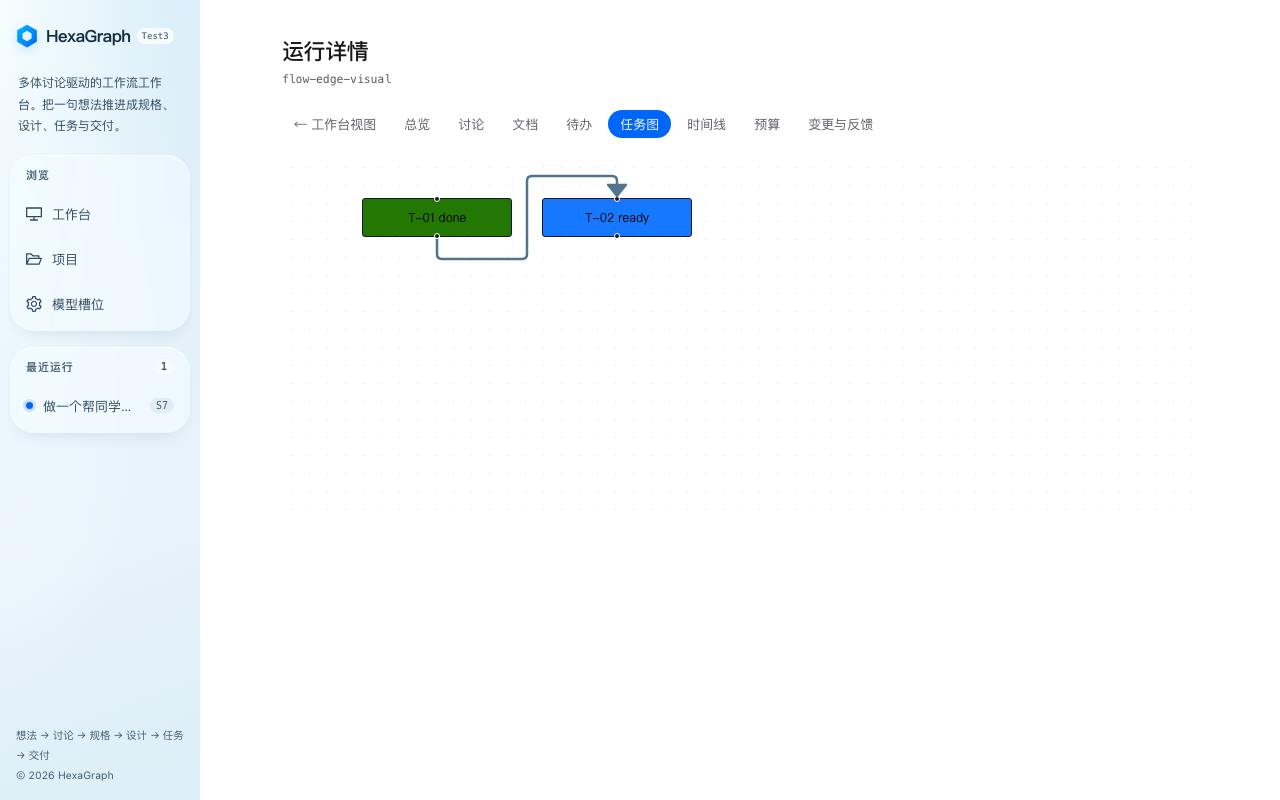 HexaGraph Test3
多体讨论驱动的工作流工作
台。把一句想法推进成规格、
设计、任务与交付。
浏览
工作台
项目
模型槽位
最近运行 1
做一个帮同学... S7
想法 → 讨论 → 规格 → 设计 → 任务
→ 交付
© 2026 HexaGraph
运行详情
flow-edge-visual
← 工作台视图 总览 讨论 文档 待办 任务图 时间线 预算 变更与反馈
T-01 done T-02 ready